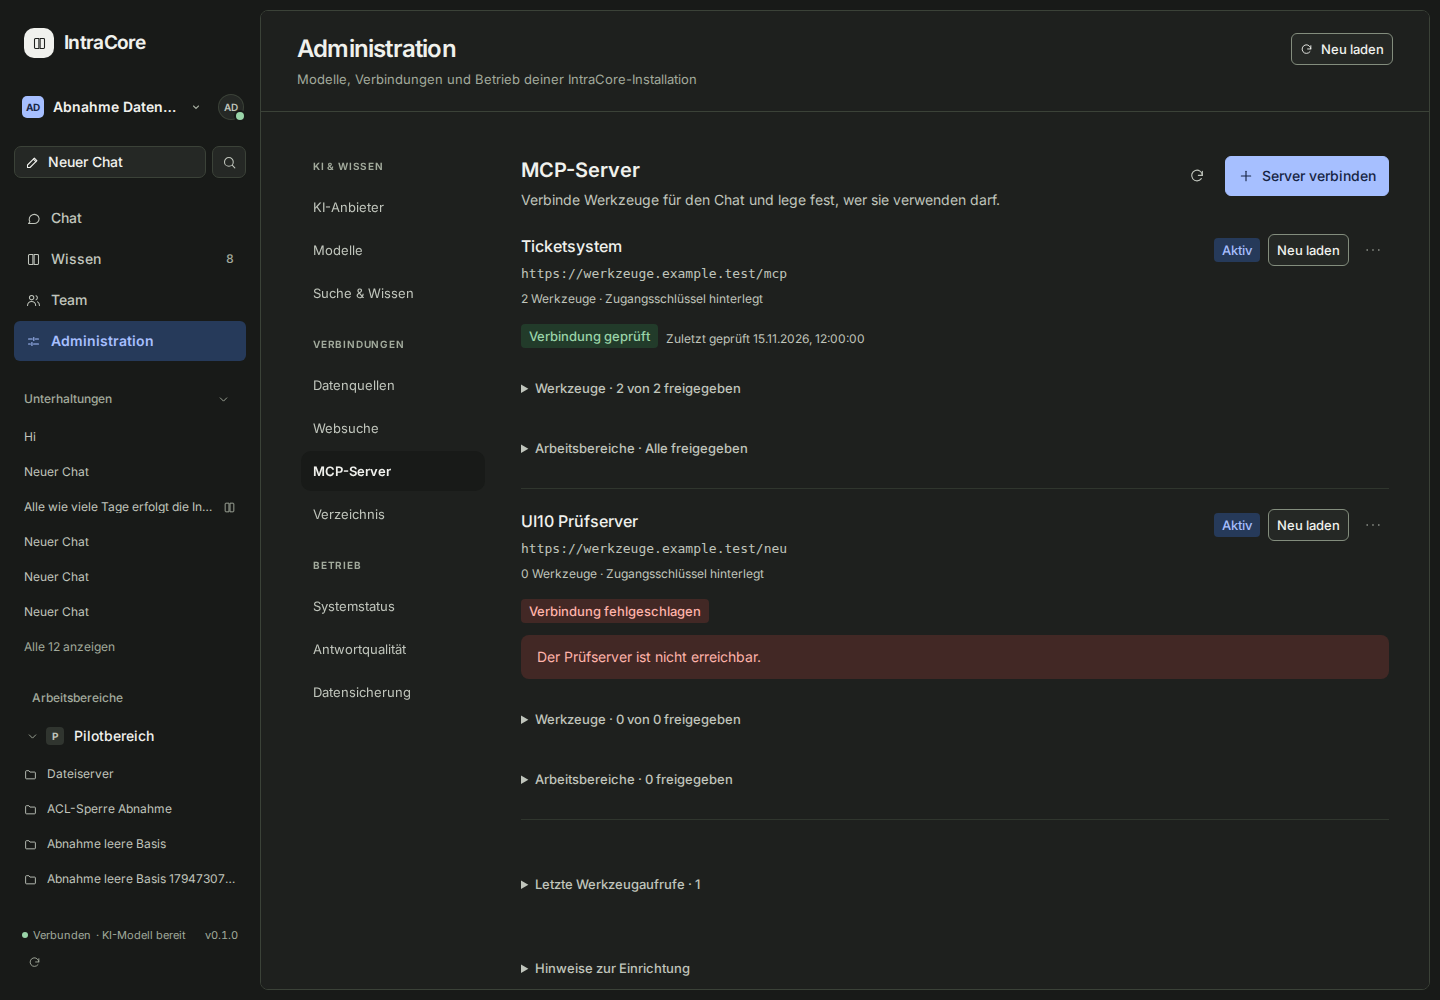 IntraCore
AD Abnahme Daten... AD
Neuer Chat
Chat
Wissen 8
Team
Administration
Unterhaltungen
Hi
Neuer Chat
Alle wie viele Tage erfolgt die In...
Neuer Chat
Neuer Chat
Neuer Chat
Alle 12 anzeigen
Arbeitsbereiche
P Pilotbereich
Dateiserver
ACL-Sperre Abnahme
Abnahme leere Basis
Abnahme leere Basis 17947307...
Verbunden · KI-Modell bereit v0.1.0
Administration
Modelle, Verbindungen und Betrieb deiner IntraCore-Installation
Neu laden
KI & WISSEN
KI-Anbieter
Modelle
Suche & Wissen
VERBINDUNGEN
Datenquellen
Websuche
MCP-Server
Verzeichnis
BETRIEB
Systemstatus
Antwortqualität
Datensicherung
MCP-Server
Verbinde Werkzeuge für den Chat und lege fest, wer sie verwenden darf.
Server verbinden
Ticketsystem
Aktiv Neu laden ...
https://werkzeuge.example.test/mcp
2 Werkzeuge · Zugangsschlüssel hinterlegt
Verbindung geprüft Zuletzt geprüft 15.11.2026, 12:00:00
Werkzeuge · 2 von 2 freigegeben
Arbeitsbereiche · Alle freigegeben
UI10 Prüfserver
Aktiv Neu laden ...
https://werkzeuge.example.test/neu
0 Werkzeuge · Zugangsschlüssel hinterlegt
Verbindung fehlgeschlagen
Der Prüfserver ist nicht erreichbar.
Werkzeuge · 0 von 0 freigegeben
Arbeitsbereiche · 0 freigegeben
Letzte Werkzeugaufrufe · 1
Hinweise zur Einrichtung